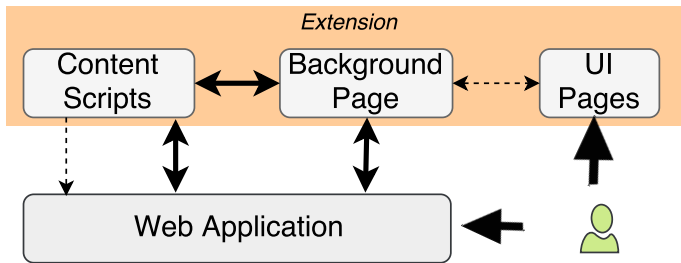 Extension
Content
Scripts
Background
Page
UI
Pages
Web Application